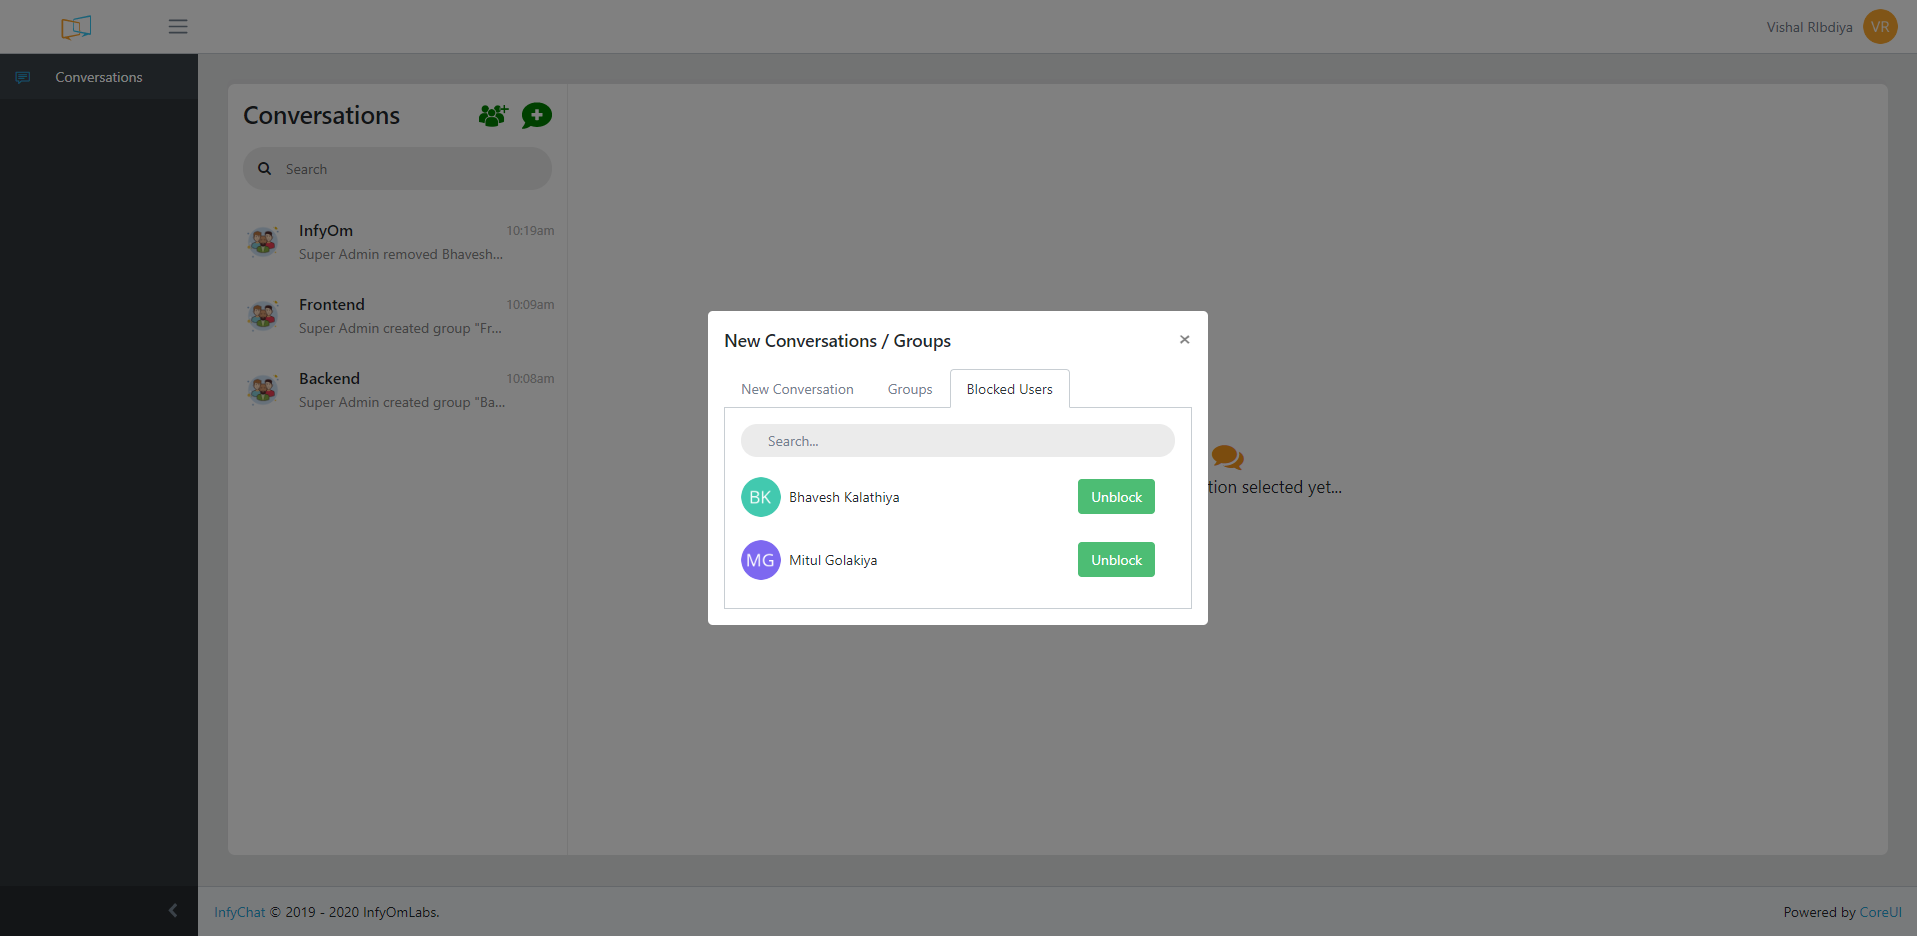 Vishal RIbdiya VR
Conversations
Conversations
Search
InfyOm 10:19am
Super Admin removed Bhavesh...
Frontend 10:09am
Super Admin created group "Fr...
Backend 10:08am
Super Admin created group "Ba...
New Conversations / Groups ×
New Conversation Groups Blocked Users
Search...
BK Bhavesh Kalathiya Unblock
MG Mitul Golakiya Unblock
tion selected yet...
InfyChat © 2019 - 2020 InfyOmLabs. Powered by CoreUI